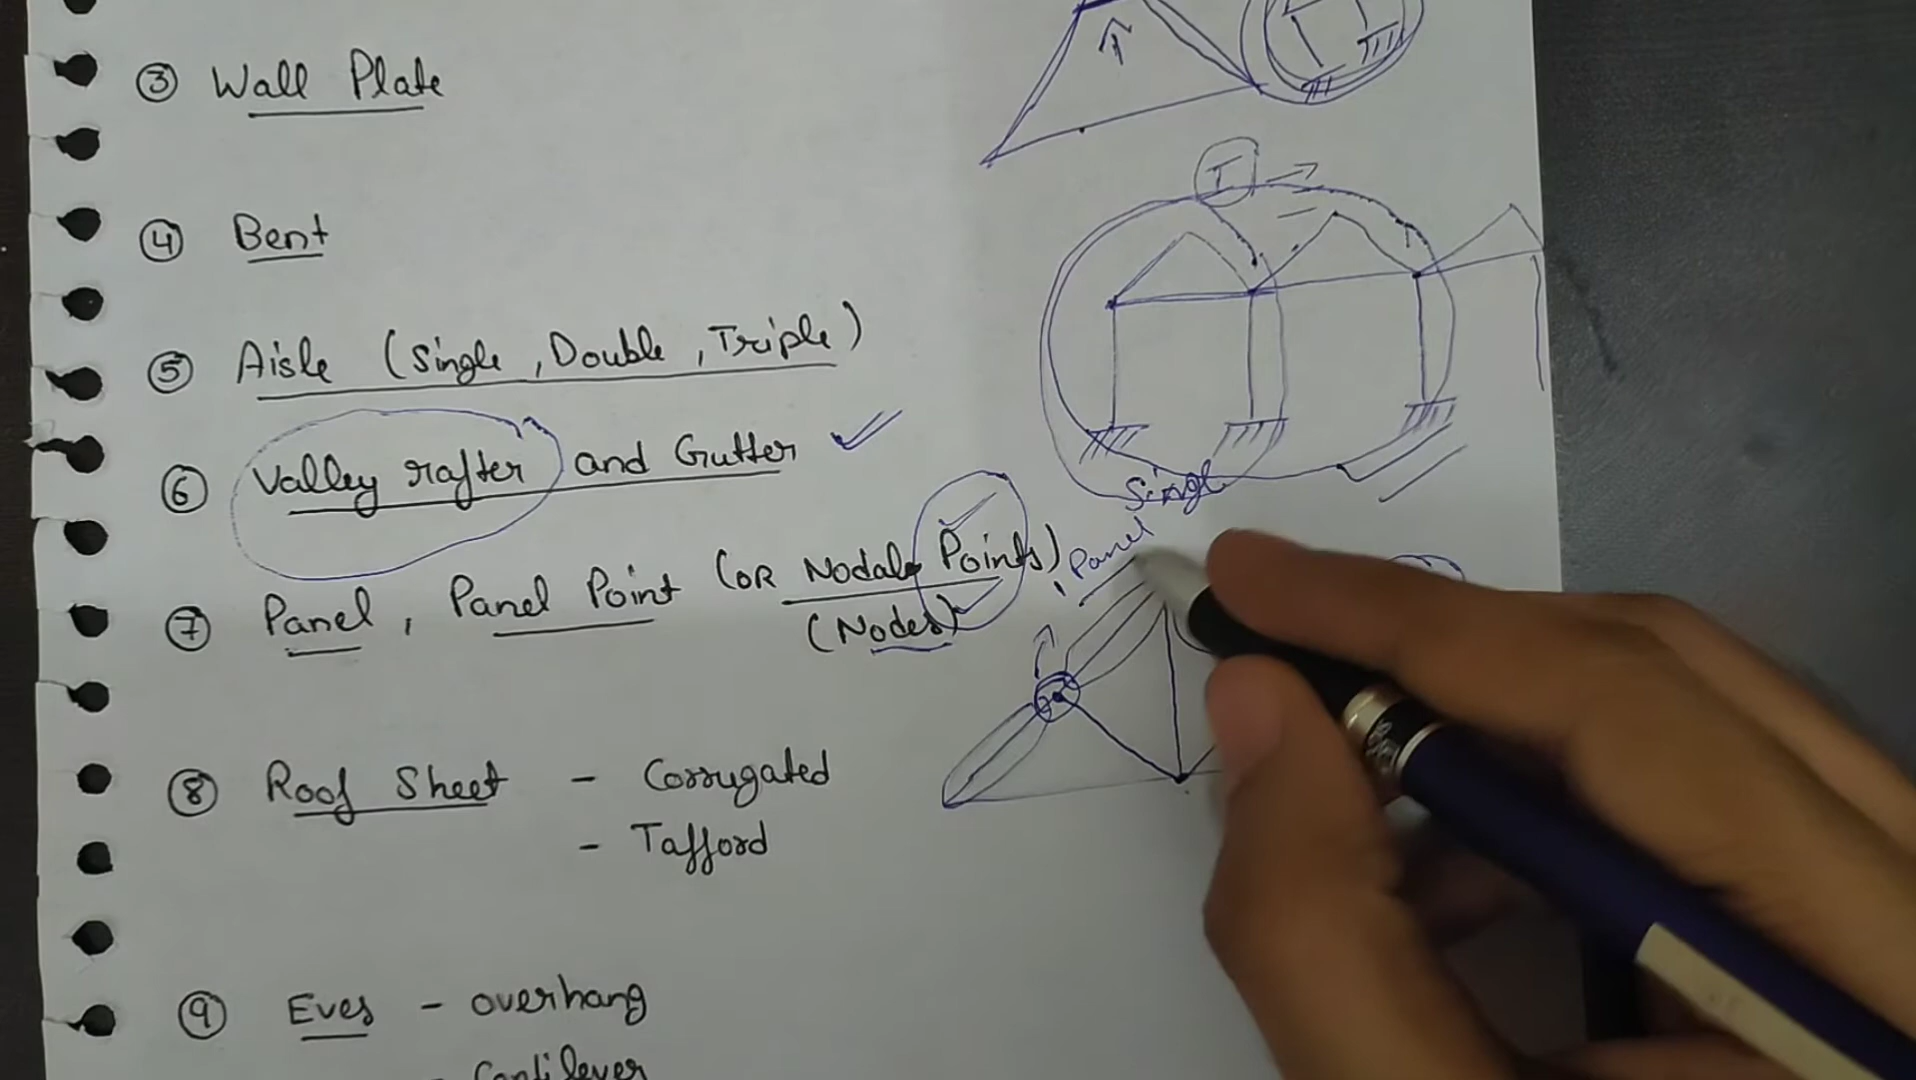 ③ Wall Plate
④ Bent
⑤ Aisle (Single, Double, Triple)
⑥ Valley rafter and Gutter
⑦ Panel, Panel Point (OR Nodal Points)
(Nodes)
⑧ Roof Sheet - Corrugated
- Tafford
⑨ Eves - overhang
- Cantilever
I
Singl
Panel